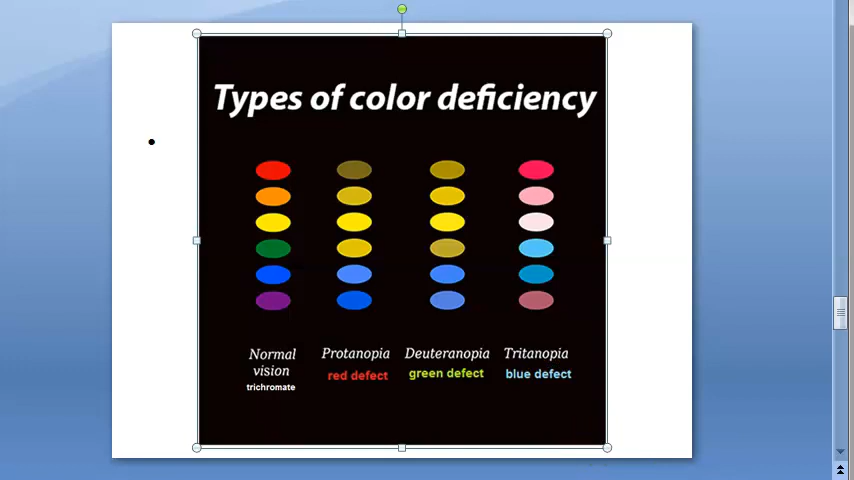 Types of color deficiency
Normal vision
trichromate
Protanopia
red defect
Deuteranopia
green defect
Tritanopia
blue defect